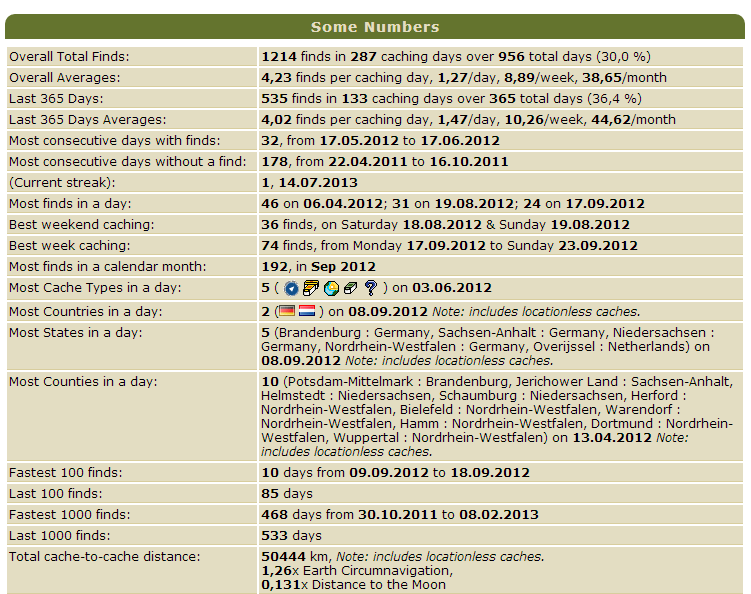 Some Numbers
Overall Total Finds: 1214 finds in 287 caching days over 956 total days (30,0 %)
Overall Averages: 4,23 finds per caching day, 1,27/day, 8,89/week, 38,65/month
Last 365 Days: 535 finds in 133 caching days over 365 total days (36,4 %)
Last 365 Days Averages: 4,02 finds per caching day, 1,47/day, 10,26/week, 44,62/month
Most consecutive days with finds: 32, from 17.05.2012 to 17.06.2012
Most consecutive days without a find: 178, from 22.04.2011 to 16.10.2011
(Current streak): 1, 14.07.2013
Most finds in a day: 46 on 06.04.2012; 31 on 19.08.2012; 24 on 17.09.2012
Best weekend caching: 36 finds, on Saturday 18.08.2012 & Sunday 19.08.2012
Best week caching: 74 finds, from Monday 17.09.2012 to Sunday 23.09.2012
Most finds in a calendar month: 192, in Sep 2012
Most Cache Types in a day: 5 ( ? ) on 03.06.2012
Most Countries in a day: 2 ( ) on 08.09.2012 Note: includes locationless caches.
Most States in a day: 5 (Brandenburg : Germany, Sachsen-Anhalt : Germany, Niedersachsen :
Germany, Nordrhein-Westfalen : Germany, Overijssel : Netherlands) on
08.09.2012 Note: includes locationless caches.
Most Counties in a day: 10 (Potsdam-Mittelmark : Brandenburg, Jerichower Land : Sachsen-Anhalt,
Helmstedt : Niedersachsen, Schaumburg : Niedersachsen, Herford :
Nordrhein-Westfalen, Bielefeld : Nordrhein-Westfalen, Warendorf :
Nordrhein-Westfalen, Hamm : Nordrhein-Westfalen, Dortmund : Nordrhein-
Westfalen, Wuppertal : Nordrhein-Westfalen) on 13.04.2012 Note:
includes locationless caches.
Fastest 100 finds: 10 days from 09.09.2012 to 18.09.2012
Last 100 finds: 85 days
Fastest 1000 finds: 468 days from 30.10.2011 to 08.02.2013
Last 1000 finds: 533 days
Total cache-to-cache distance: 50444 km, Note: includes locationless caches.
1,26x Earth Circumnavigation,
0,131x Distance to the Moon